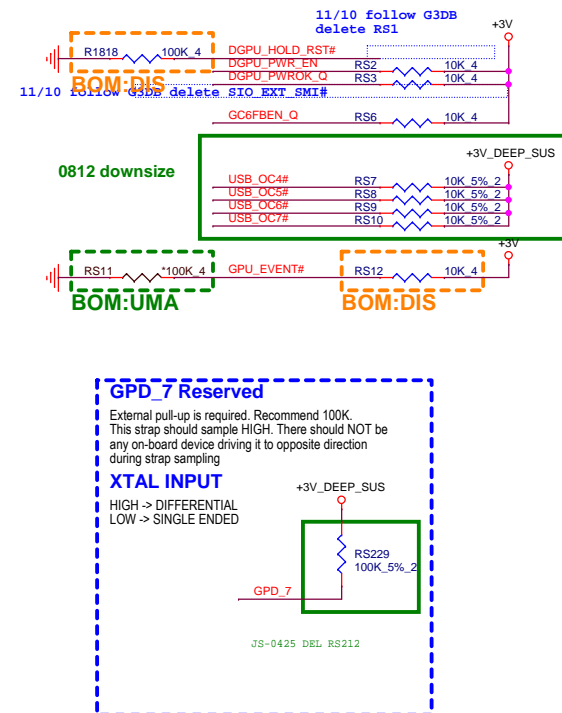 11/10 follow G3DB
delete RS1
+3V
R1818 100K_4 DGPU_HOLD_RST#
DGPU_PWR_EN RS2 10K_4
DGPU_PWROK_Q RS3 10K_4
BOM:DIS
11/10 follow G3DB delete SIO_EXT_SMI#
GC6FBEN_Q RS6 10K_4
+3V_DEEP_SUS
0812 downsize
USB_OC4# RS7 10K_5%_2
USB_OC5# RS8 10K_5%_2
USB_OC6# RS9 10K_5%_2
USB_OC7# RS10 10K_5%_2
+3V
RS11 *100K_4 GPU_EVENT# RS12 10K_4
BOM:UMA BOM:DIS
GPD_7 Reserved
External pull-up is required. Recommend 100K.
This strap should sample HIGH. There should NOT be
any on-board device driving it to opposite direction
during strap sampling
XTAL INPUT
+3V_DEEP_SUS
HIGH -> DIFFERENTIAL
LOW -> SINGLE ENDED
RS229
100K_5%_2
GPD_7
JS-0425 DEL RS212